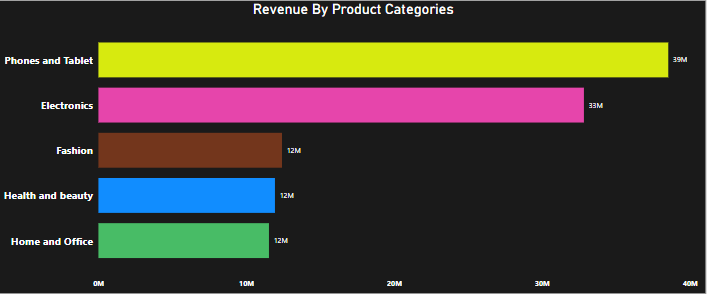 Revenue By Product Categories
Phones and Tablet 39M
Electronics 33M
Fashion 12M
Health and beauty 12M
Home and Office 12M
0M 10M 20M 30M 40M